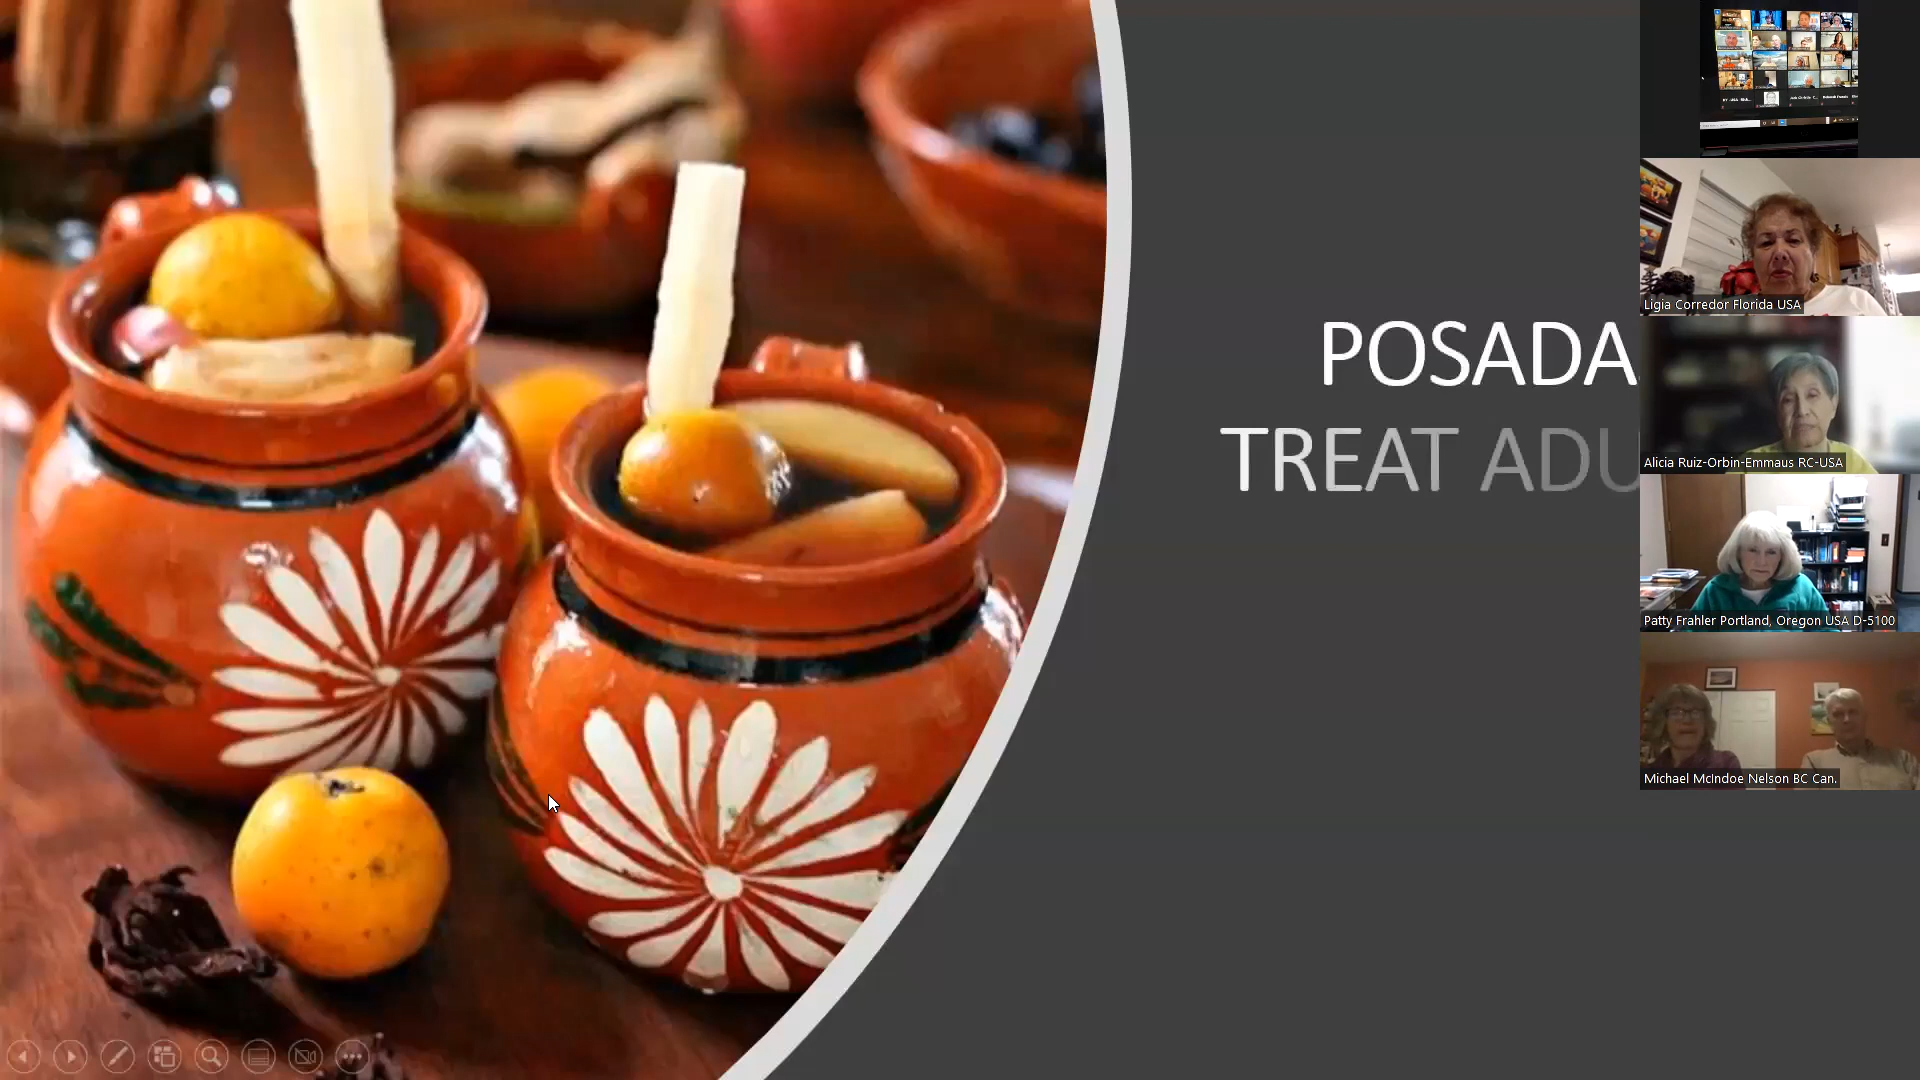 POSADA
TREAT ADU
Ligia Corredor Florida USA
Alicia Ruiz-Orbin-Emmaus RC-USA
Patty Frahler Portland, Oregon USA D-5100
Michael McIndoe Nelson BC Can.